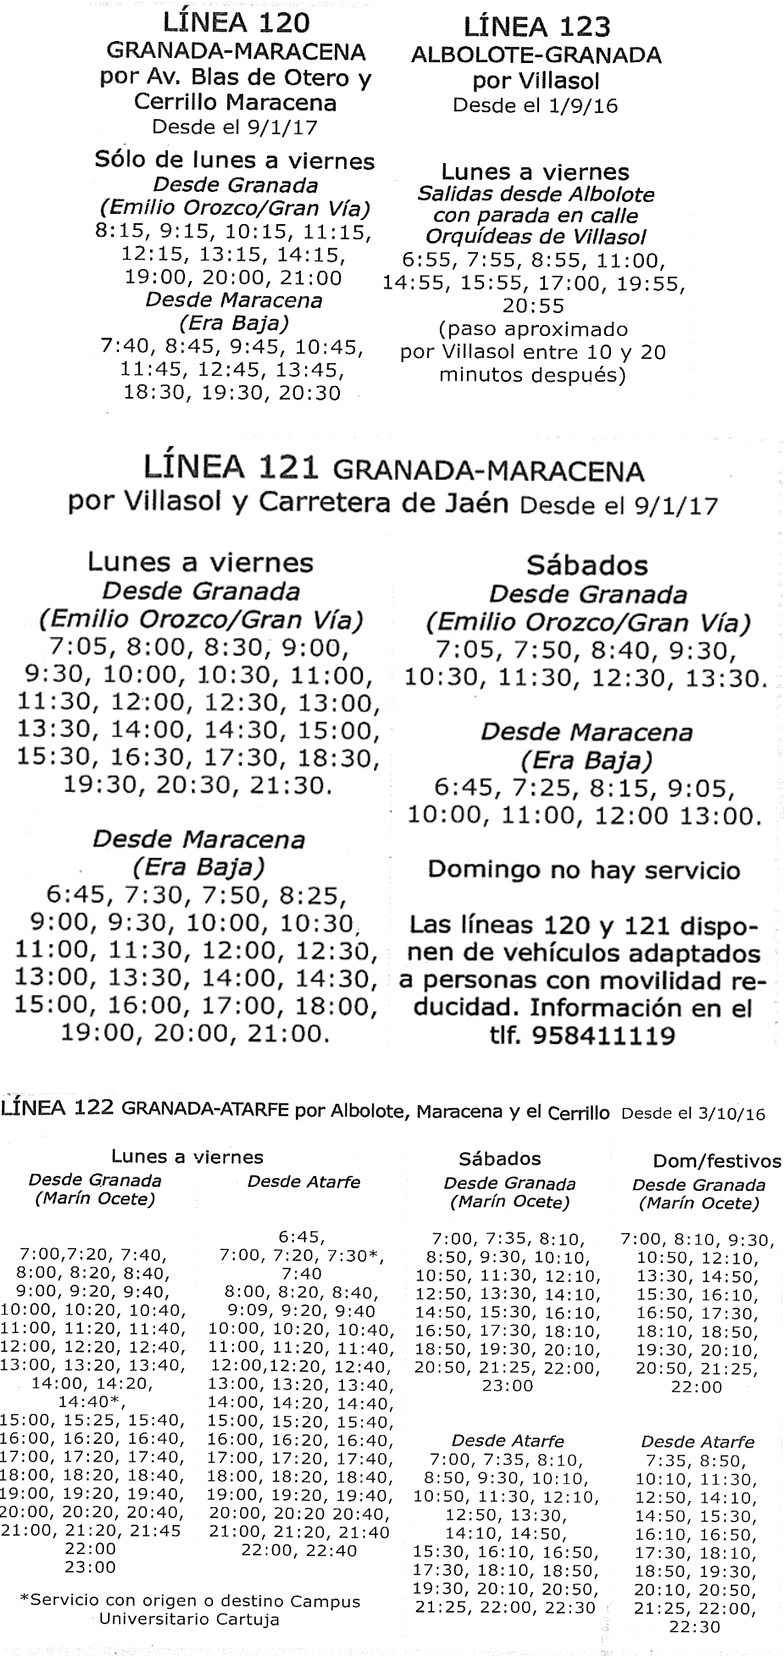 LÍNEA 120
GRANADA-MARACENA
por Av. Blas de Otero y
Cerrillo Maracena
Desde el 9/1/17
Sólo de lunes a viernes
Desde Granada
(Emilio Orozco/Gran Vía)
8:15, 9:15, 10:15, 11:15,
12:15, 13:15, 14:15,
19:00, 20:00, 21:00
Desde Maracena
(Era Baja)
7:40, 8:45, 9:45, 10:45,
11:45, 12:45, 13:45,
18:30, 19:30, 20:30
LÍNEA 123
ALBOLOTE-GRANADA
por Villasol
Desde el 1/9/16
Lunes a viernes
Salidas desde Albolote
con parada en calle
Orquídeas de Villasol
6:55, 7:55, 8:55, 11:00,
14:55, 15:55, 17:00, 19:55,
20:55
(paso aproximado
por Villasol entre 10 y 20
minutos después)
LÍNEA 121 GRANADA-MARACENA
por Villasol y Carretera de Jaén Desde el 9/1/17
Lunes a viernes
Desde Granada
(Emilio Orozco/Gran Vía)
7:05, 8:00, 8:30, 9:00,
9:30, 10:00, 10:30, 11:00,
11:30, 12:00, 12:30, 13:00,
13:30, 14:00, 14:30, 15:00,
15:30, 16:30, 17:30, 18:30,
19:30, 20:30, 21:30.
Desde Maracena
(Era Baja)
6:45, 7:30, 7:50, 8:25,
9:00, 9:30, 10:00, 10:30,
11:00, 11:30, 12:00, 12:30,
13:00, 13:30, 14:00, 14:30,
15:00, 16:00, 17:00, 18:00,
19:00, 20:00, 21:00.
Sábados
Desde Granada
(Emilio Orozco/Gran Vía)
7:05, 7:50, 8:40, 9:30,
10:30, 11:30, 12:30, 13:30.
Desde Maracena
(Era Baja)
6:45, 7:25, 8:15, 9:05,
10:00, 11:00, 12:00 13:00.
Domingo no hay servicio
Las líneas 120 y 121 dispo-
nen de vehículos adaptados
a personas con movilidad re-
ducidad. Información en el
tlf. 958411119
LÍNEA 122 GRANADA-ATARFE por Albolote, Maracena y el Cerrillo Desde el 3/10/16
Lunes a viernes
Desde Granada
(Marín Ocete)
7:00,7:20, 7:40,
8:00, 8:20, 8:40,
9:00, 9:20, 9:40,
10:00, 10:20, 10:40,
11:00, 11:20, 11:40,
12:00, 12:20, 12:40,
13:00, 13:20, 13:40,
14:00, 14:20,
14:40*,
15:00, 15:25, 15:40,
16:00, 16:20, 16:40,
17:00, 17:20, 17:40,
18:00, 18:20, 18:40,
19:00, 19:20, 19:40,
20:00, 20:20, 20:40,
21:00, 21:20, 21:45
22:00
23:00
Desde Atarfe
6:45,
7:00, 7:20, 7:30*,
7:40
8:00, 8:20, 8:40,
9:09, 9:20, 9:40
10:00, 10:20, 10:40,
11:00, 11:20, 11:40,
12:00,12:20, 12:40,
13:00, 13:20, 13:40,
14:00, 14:20, 14:40,
15:00, 15:20, 15:40,
16:00, 16:20, 16:40,
17:00, 17:20, 17:40,
18:00, 18:20, 18:40,
19:00, 19:20, 19:40,
20:00, 20:20 20:40,
21:00, 21:20, 21:40
22:00, 22:40
*Servicio con origen o destino Campus
Universitario Cartuja
Sábados
Desde Granada
(Marín Ocete)
7:00, 7:35, 8:10,
8:50, 9:30, 10:10,
10:50, 11:30, 12:10,
12:50, 13:30, 14:10,
14:50, 15:30, 16:10,
16:50, 17:30, 18:10,
18:50, 19:30, 20:10,
20:50, 21:25, 22:00,
23:00
Desde Atarfe
7:00, 7:35, 8:10,
8:50, 9:30, 10:10,
10:50, 11:30, 12:10,
12:50, 13:30,
14:10, 14:50,
15:30, 16:10, 16:50,
17:30, 18:10, 18:50,
19:30, 20:10, 20:50,
21:25, 22:00, 22:30
Dom/festivos
Desde Granada
(Marín Ocete)
7:00, 8:10, 9:30,
10:50, 12:10,
13:30, 14:50,
15:30, 16:10,
16:50, 17:30,
18:10, 18:50,
19:30, 20:10,
20:50, 21:25,
22:00
Desde Atarfe
7:35, 8:50,
10:10, 11:30,
12:50, 14:10,
14:50, 15:30,
16:10, 16:50,
17:30, 18:10,
18:50, 19:30,
20:10, 20:50,
21:25, 22:00,
22:30